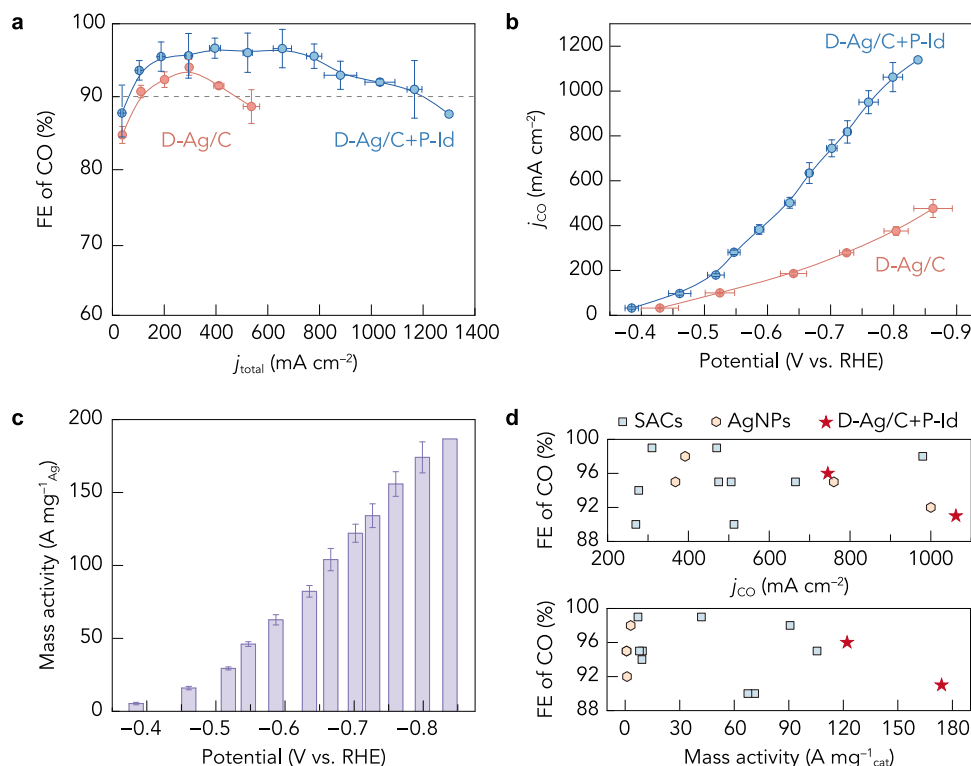 a
FE of CO (%)
100
90
80
70
60
D-Ag/C
D-Ag/C+P-Id
0 200 400 600 800 1000 1200 1400
j_total (mA cm⁻²)
b
j_CO (mA cm⁻²)
1200
1000
800
600
400
200
0
D-Ag/C+P-Id
D-Ag/C
−0.4 −0.5 −0.6 −0.7 −0.8 −0.9
Potential (V vs. RHE)
c
Mass activity (A mg⁻¹_Ag)
200
150
100
50
0
−0.4 −0.5 −0.6 −0.7 −0.8
Potential (V vs. RHE)
d
SACs AgNPs D-Ag/C+P-Id
FE of CO (%)
100
96
92
88
200 400 600 800 1000
j_CO (mA cm⁻²)
FE of CO (%)
100
96
92
88
0 30 60 90 120 150 180
Mass activity (A mg⁻¹_cat)